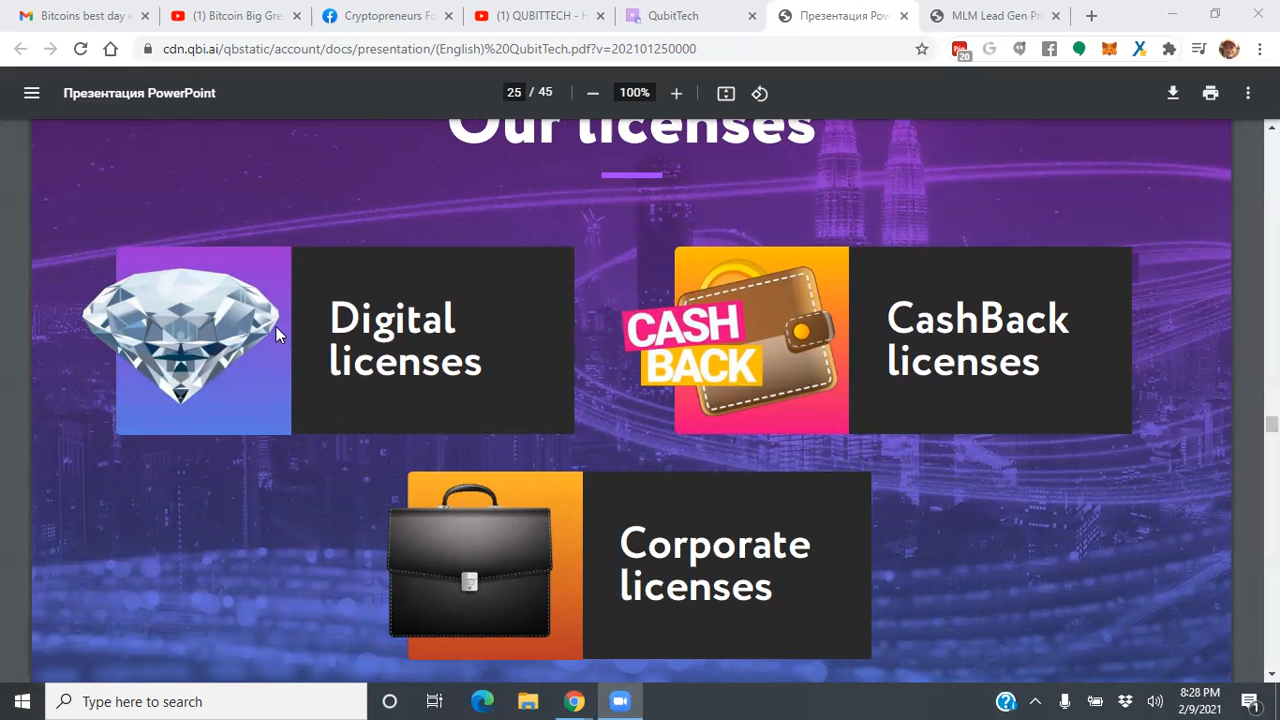 Bitcoins best day e
(1) Bitcoin Big Gre
Cryptopreneurs Fo
(1) QUBITTECH - H
QubitTech
Презентация Pow
MLM Lead Gen Pr
cdn.qbi.ai/qbstatic/account/docs/presentation/(English)%20QubitTech.pdf?v=202101250000
20
Презентация PowerPoint
25 / 45
100%
Our licenses
Digital
licenses
CASH
BACK
CashBack
licenses
Corporate
licenses
Type here to search
8:28 PM
2/9/2021
1